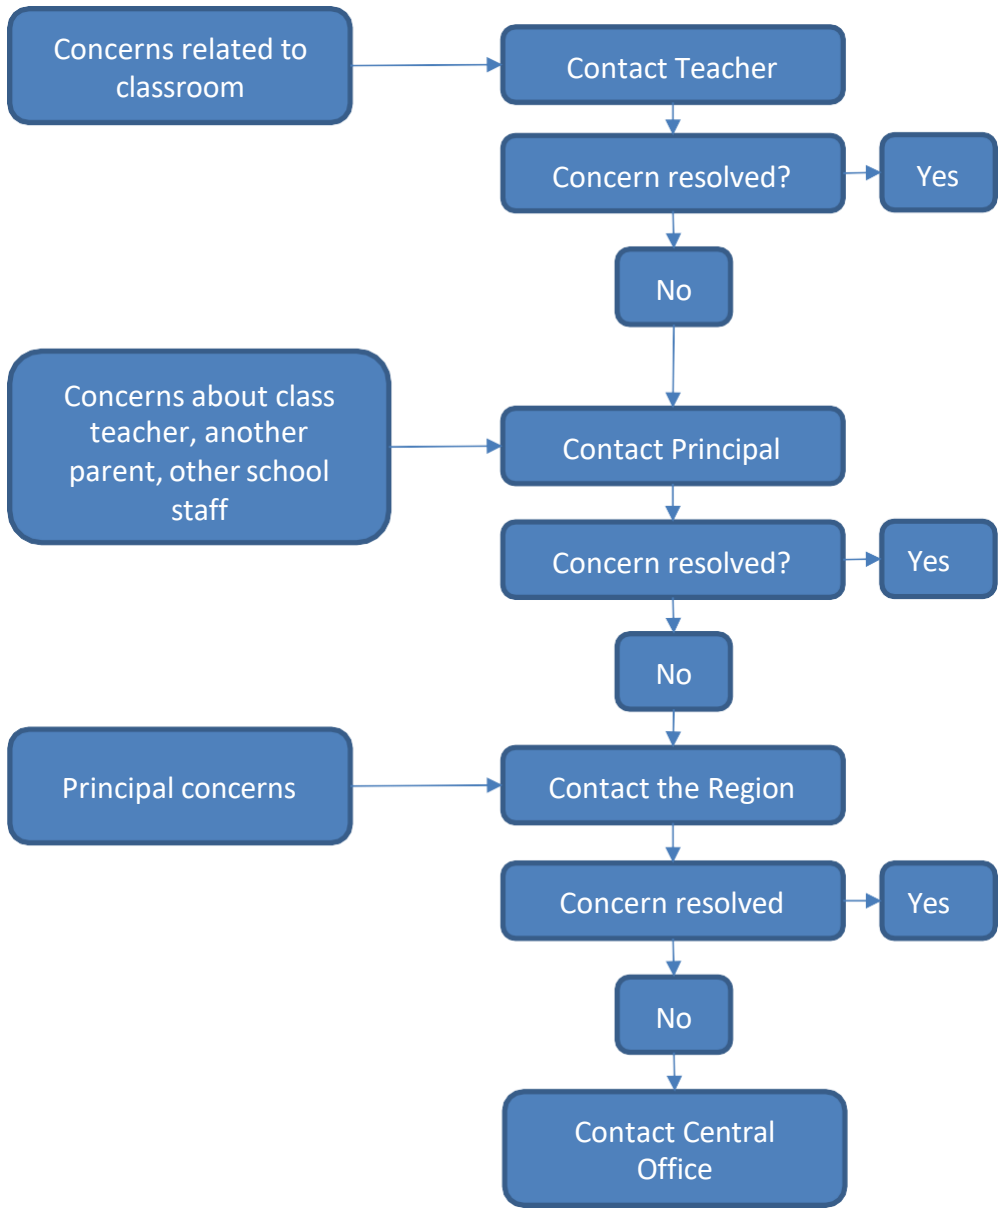 Concerns related to
classroom
Contact Teacher
Concern resolved?
Yes
No
Concerns about class
teacher, another
parent, other school
staff
Contact Principal
Concern resolved?
Yes
No
Principal concerns
Contact the Region
Concern resolved
Yes
No
Contact Central
Office